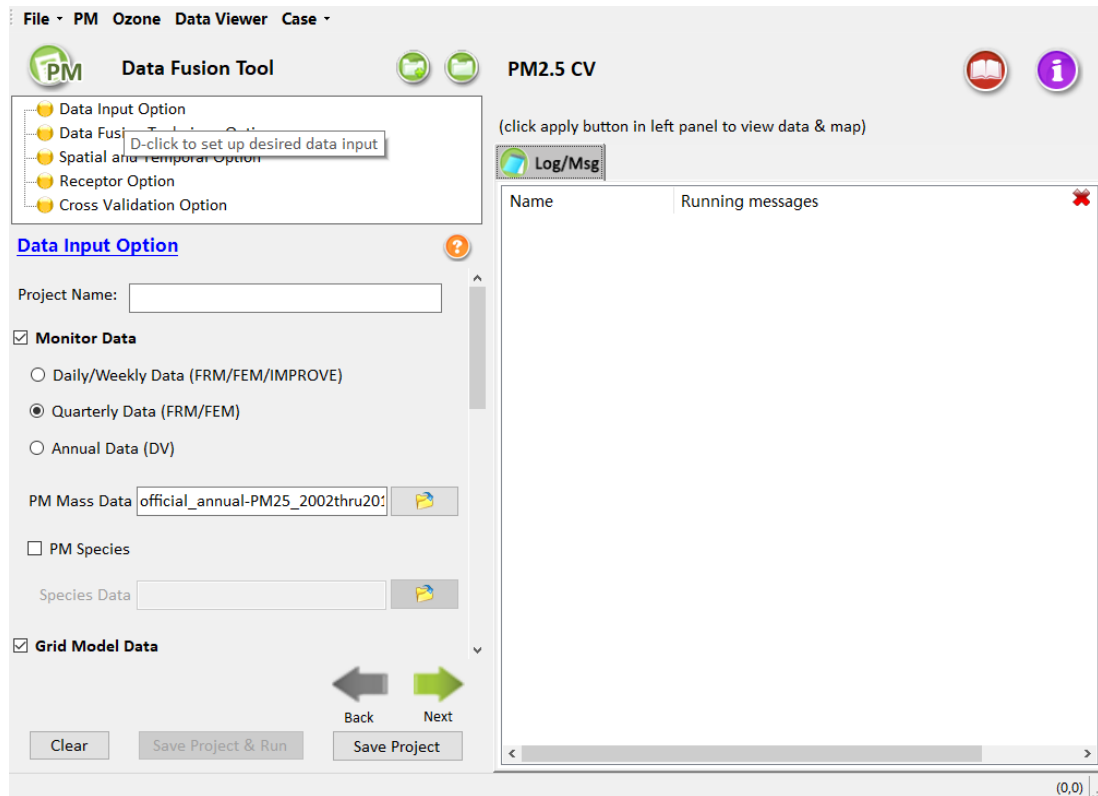 File PM Ozone Data Viewer Case
PM Data Fusion Tool
PM2.5 CV
i
Data Input Option
Data Fus
D-click to set up desired data input
Spatial and Temporal Option
Receptor Option
Cross Validation Option
(click apply button in left panel to view data & map)
Log/Msg
Name Running messages
Data Input Option
?
Project Name:
Monitor Data
Daily/Weekly Data (FRM/FEM/IMPROVE)
Quarterly Data (FRM/FEM)
Annual Data (DV)
PM Mass Data official_annual-PM25_2002thru201
PM Species
Species Data
Grid Model Data
Back Next
Clear Save Project & Run Save Project
(0,0)